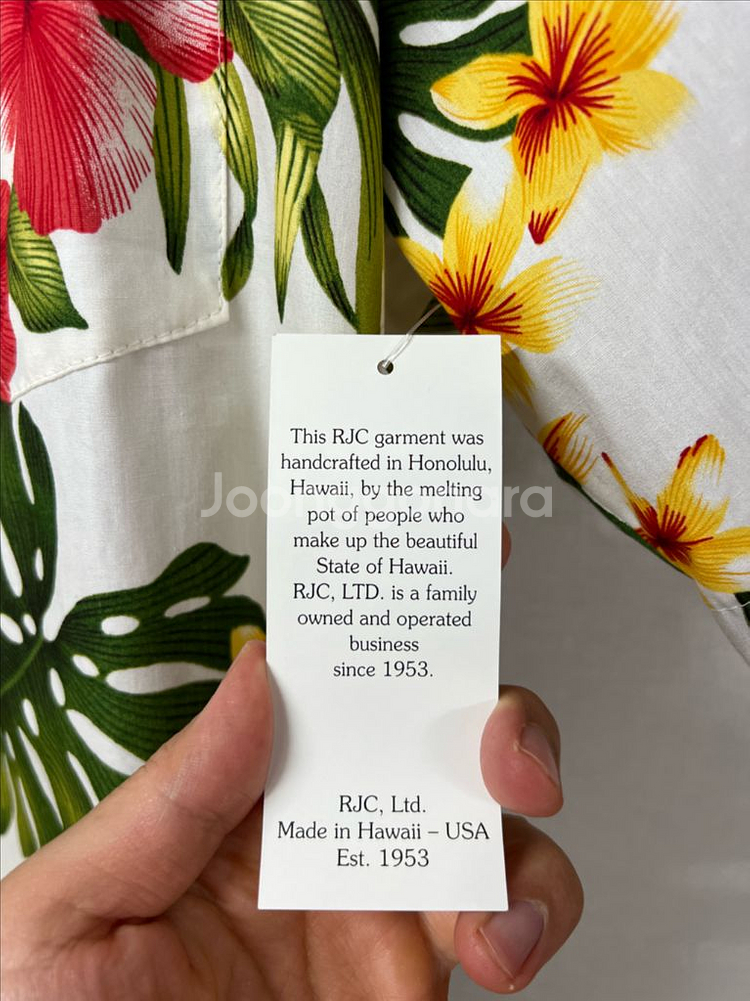 This RJC garment was
handcrafted in Honolulu,
Hawaii, by the melting
pot of people who
make up the beautiful
State of Hawaii.
RJC, LTD. is a family
owned and operated
business
since 1953.
RJC, Ltd.
Made in Hawaii – USA
Est. 1953